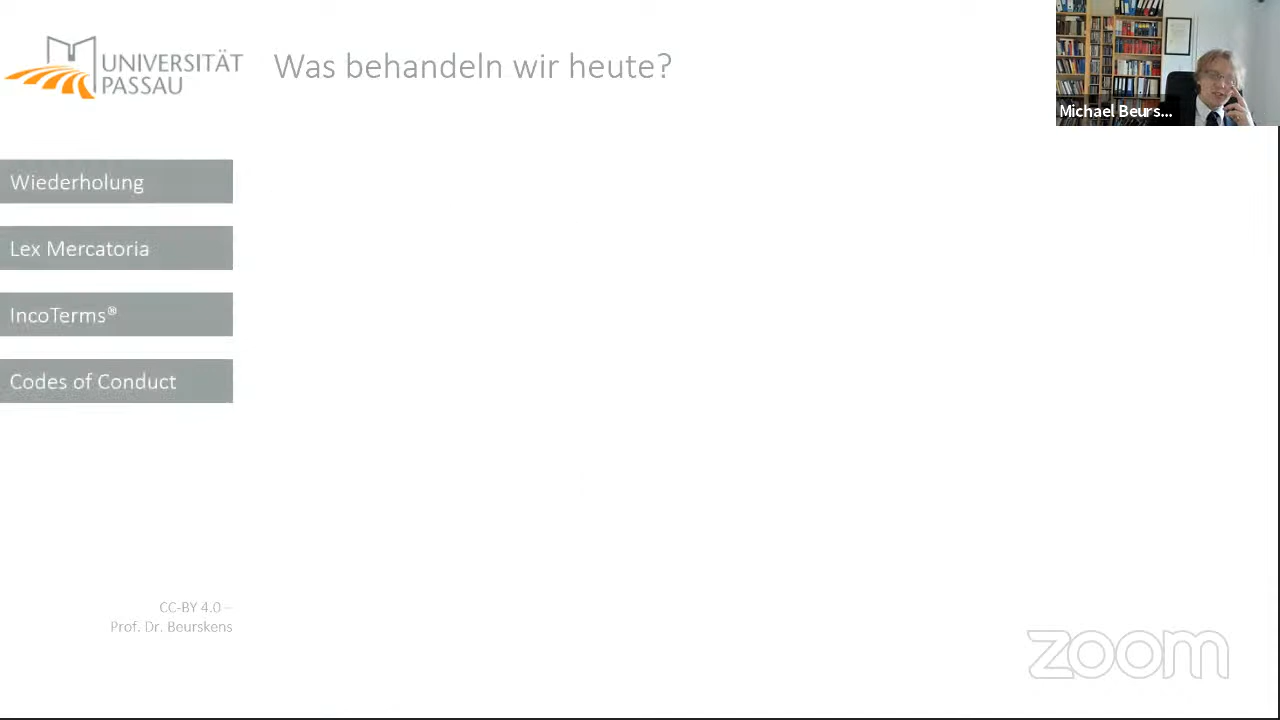 UNIVERSITÄT
PASSAU
Was behandeln wir heute?
Michael Beurs...
Wiederholung
Lex Mercatoria
IncoTerms®
Codes of Conduct
CC-BY 4.0 –
Prof. Dr. Beurskens
zoom